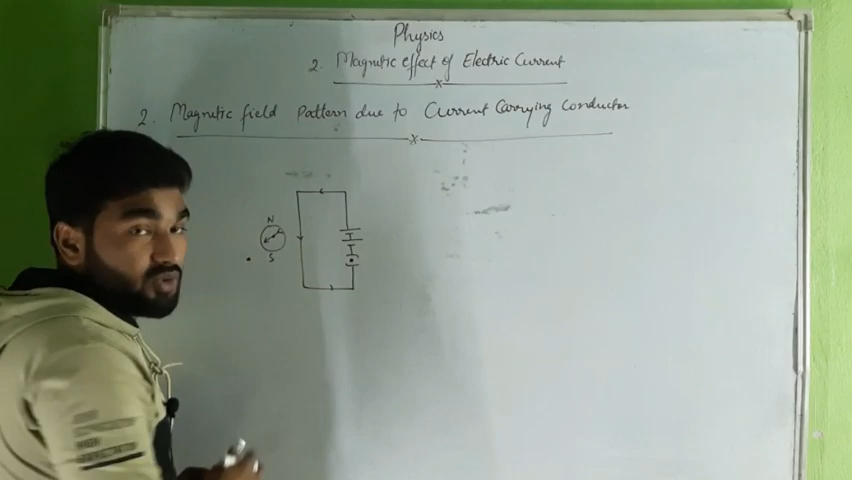 Physics
2. Magnetic effect of Electric Current
2. Magnetic field Pattern due to Current Carrying Conductor
N
S